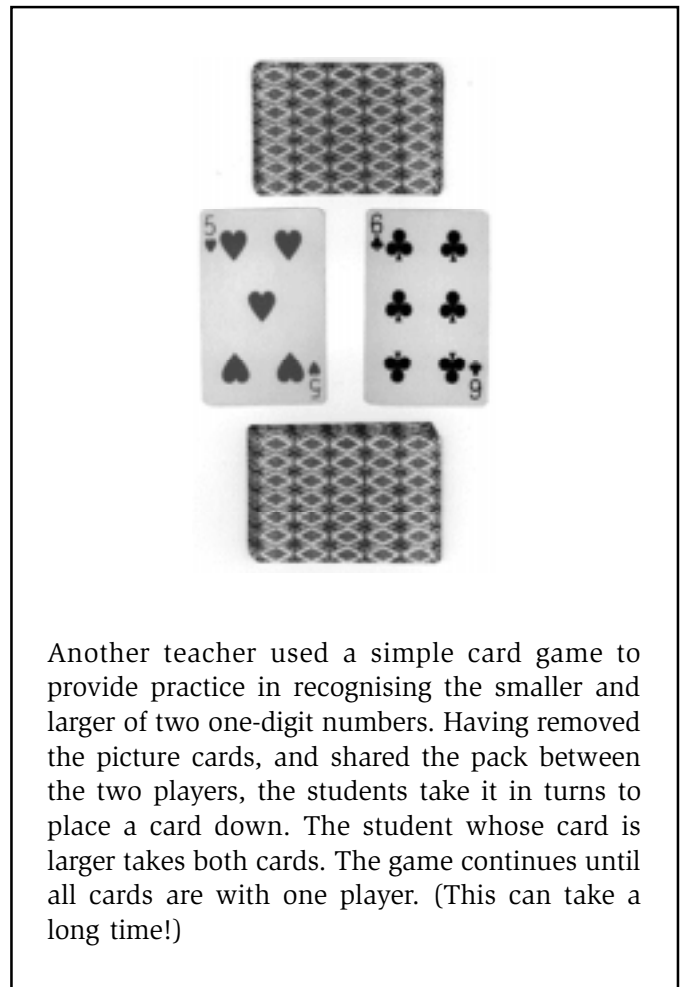 5
6
5
6
Another teacher used a simple card game to
provide practice in recognising the smaller and
larger of two one-digit numbers. Having removed
the picture cards, and shared the pack between
the two players, the students take it in turns to
place a card down. The student whose card is
larger takes both cards. The game continues until
all cards are with one player. (This can take a
long time!)